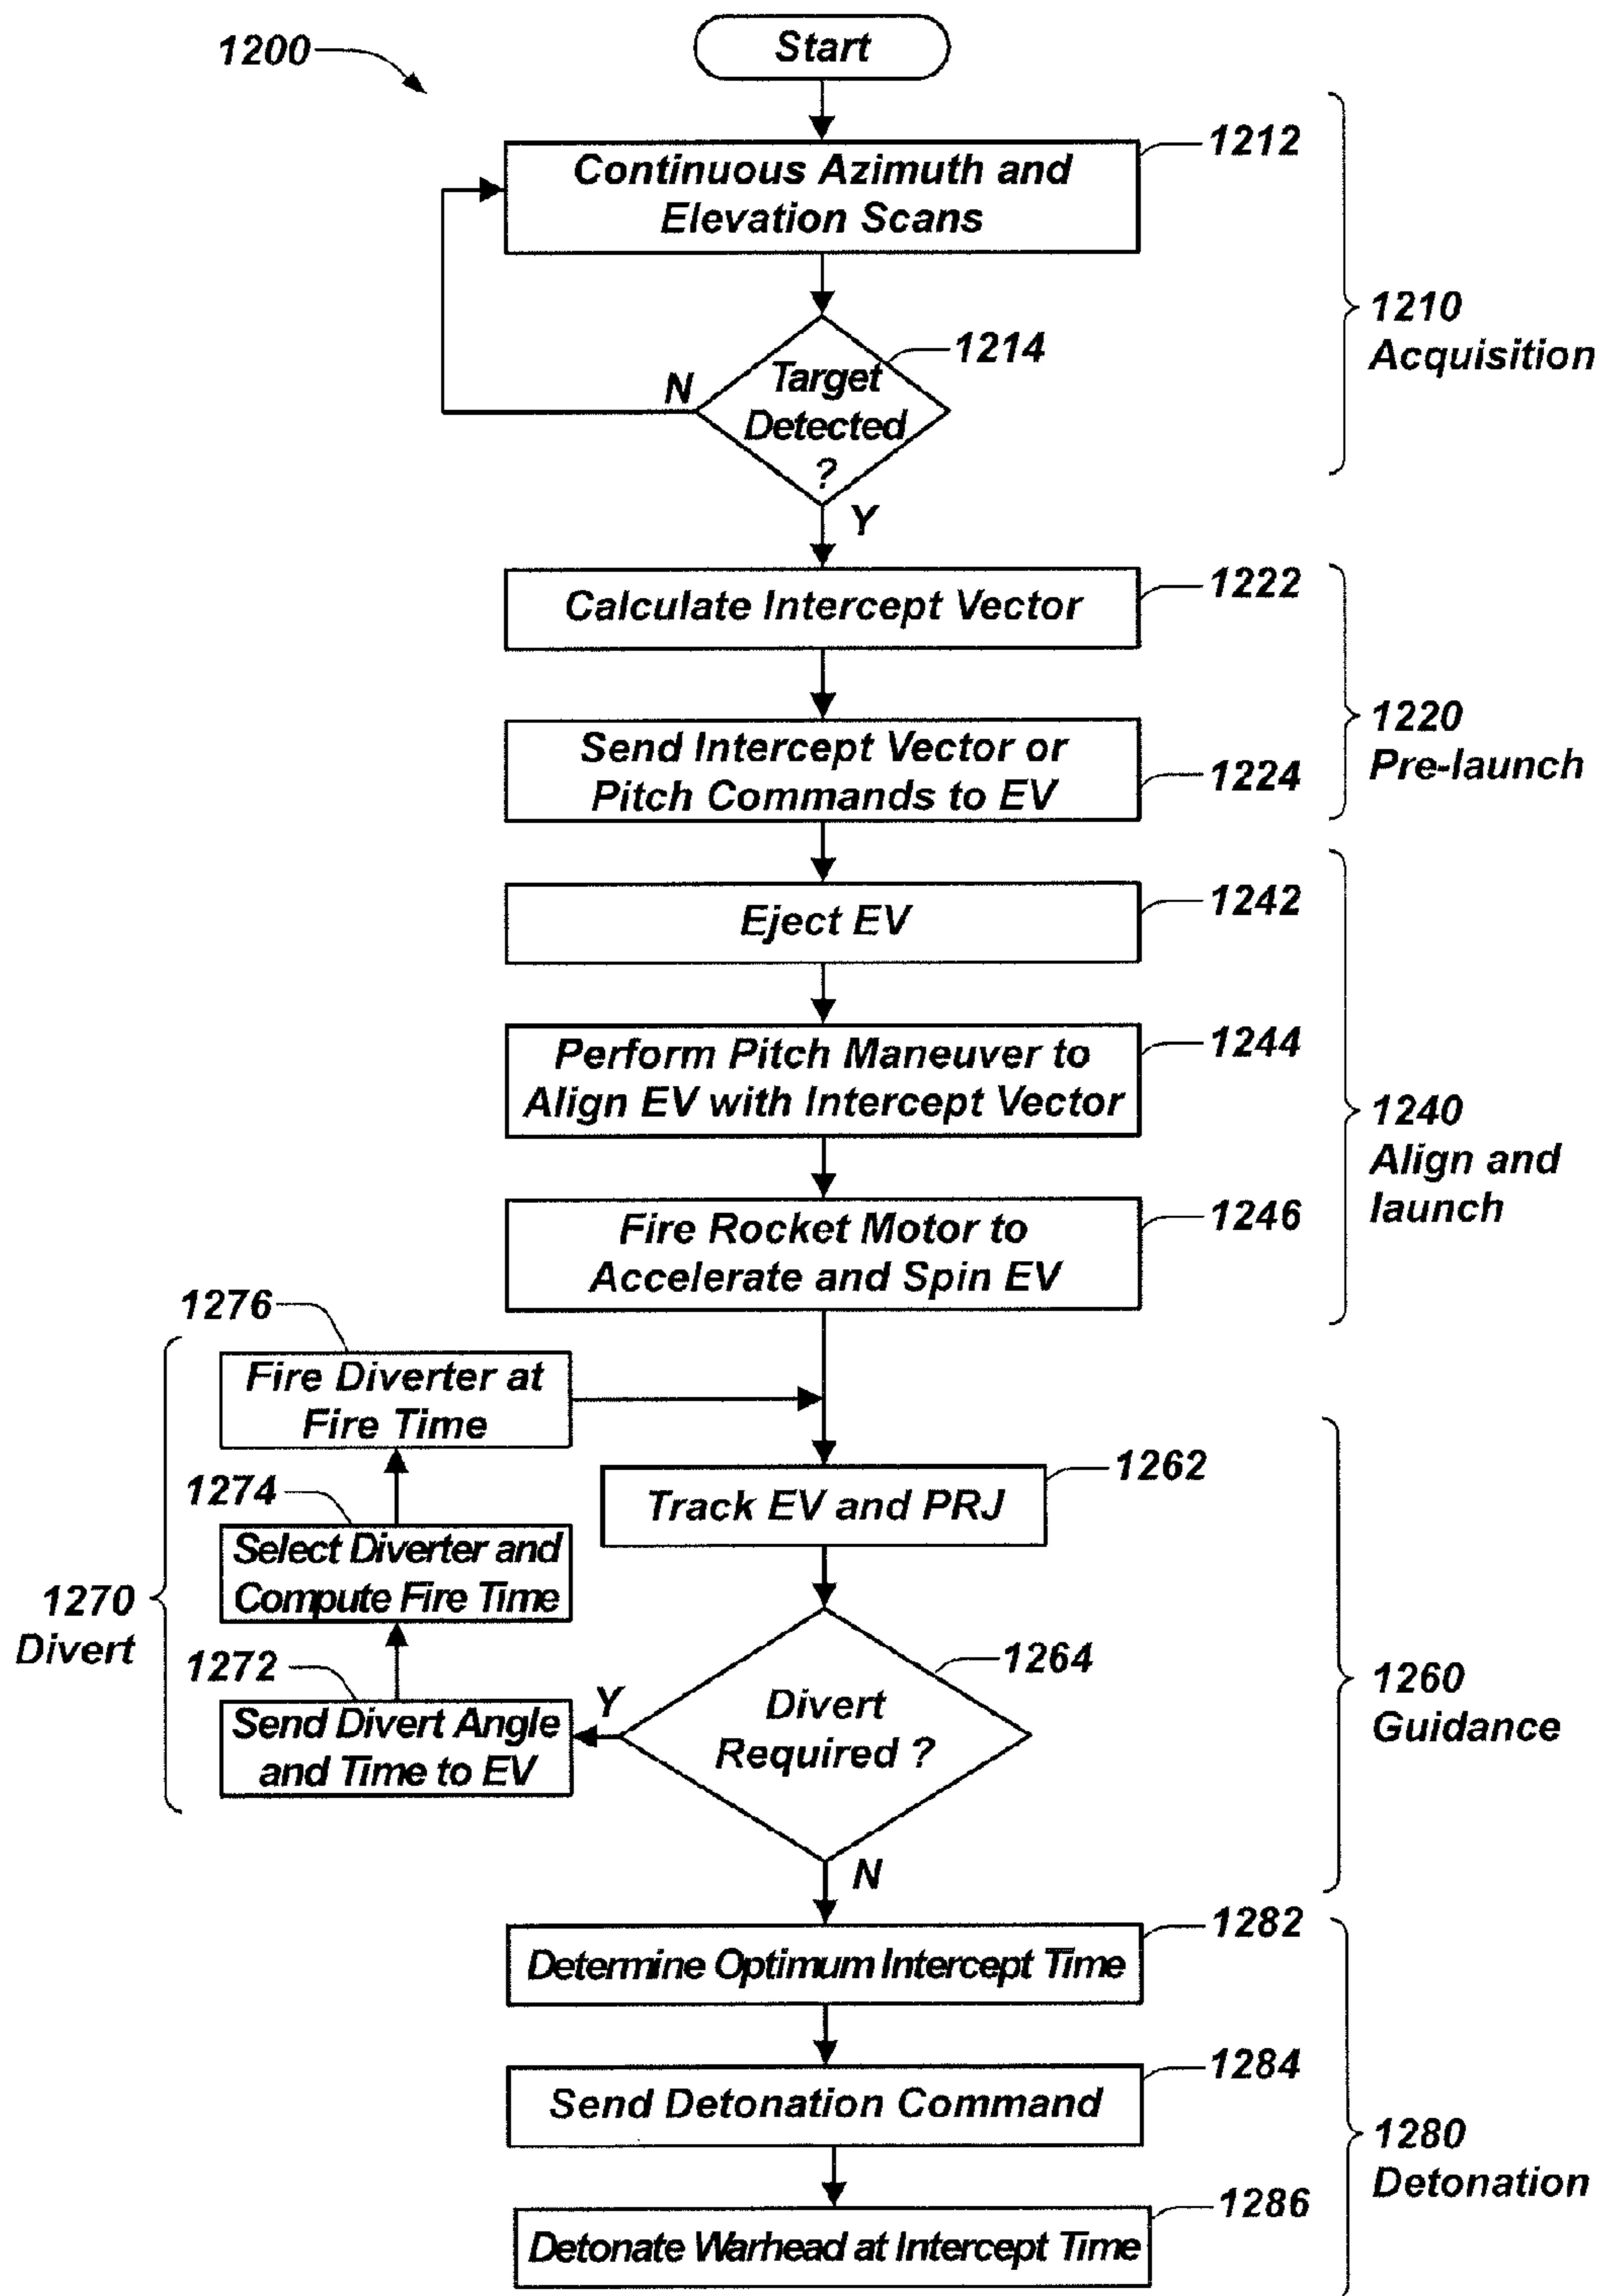 1200
Start
1212
Continuous Azimuth and
Elevation Scans
1214
Target
Detected
?
N
Y
1210
Acquisition
1222
Calculate Intercept Vector
Send Intercept Vector or
Pitch Commands to EV
1224
1220
Pre-launch
1242
Eject EV
1244
Perform Pitch Maneuver to
Align EV with Intercept Vector
1246
Fire Rocket Motor to
Accelerate and Spin EV
1240
Align and
launch
1276
Fire Diverter at
Fire Time
1274
Select Diverter and
Compute Fire Time
1272
Send Divert Angle
and Time to EV
1270
Divert
1262
Track EV and PRJ
1264
Divert
Required ?
Y
N
1260
Guidance
1282
Determine Optimum Intercept Time
1284
Send Detonation Command
1286
Detonate Warhead at Intercept Time
1280
Detonation